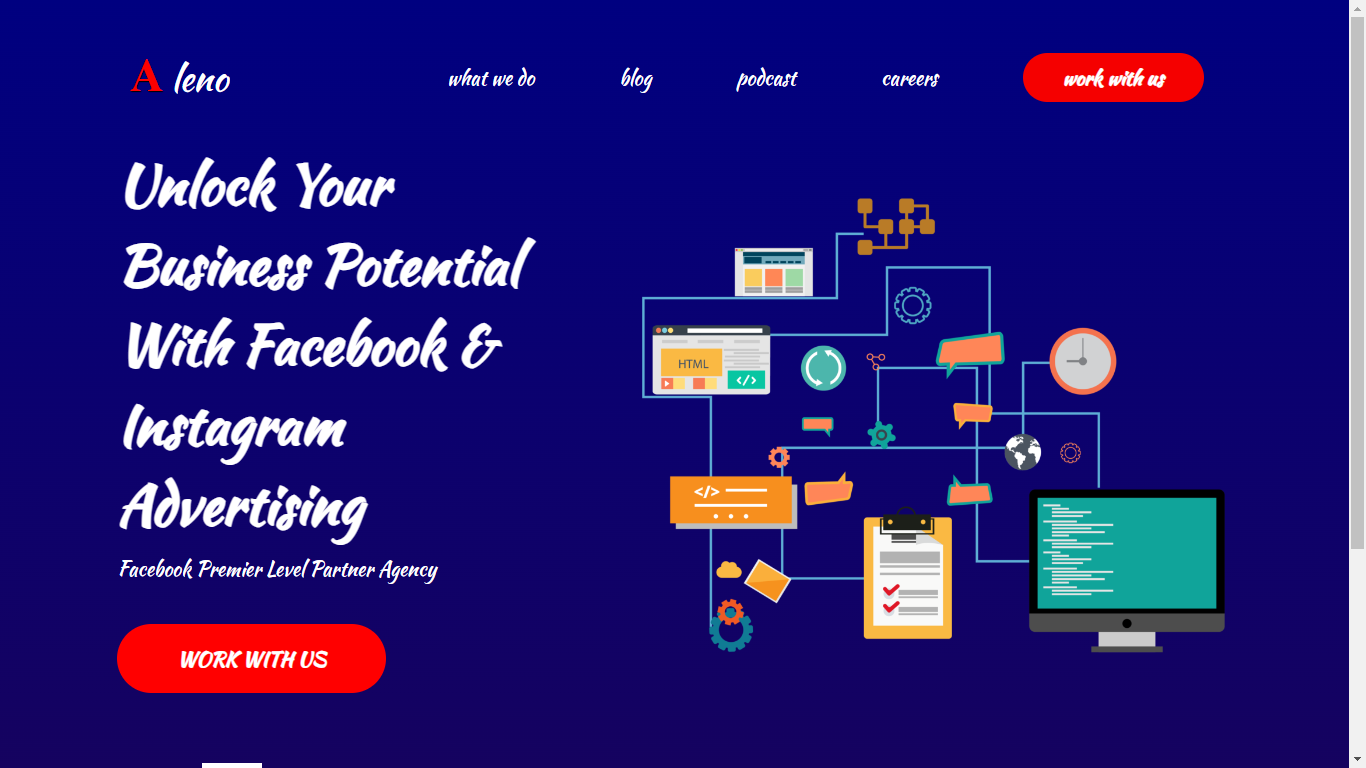 A leno
what we do
blog
podcast
careers
work with us
Unlock Your
Business Potential
With Facebook &
Instagram
Advertising
Facebook Premier Level Partner Agency
WORK WITH US
HTML
</>
</>